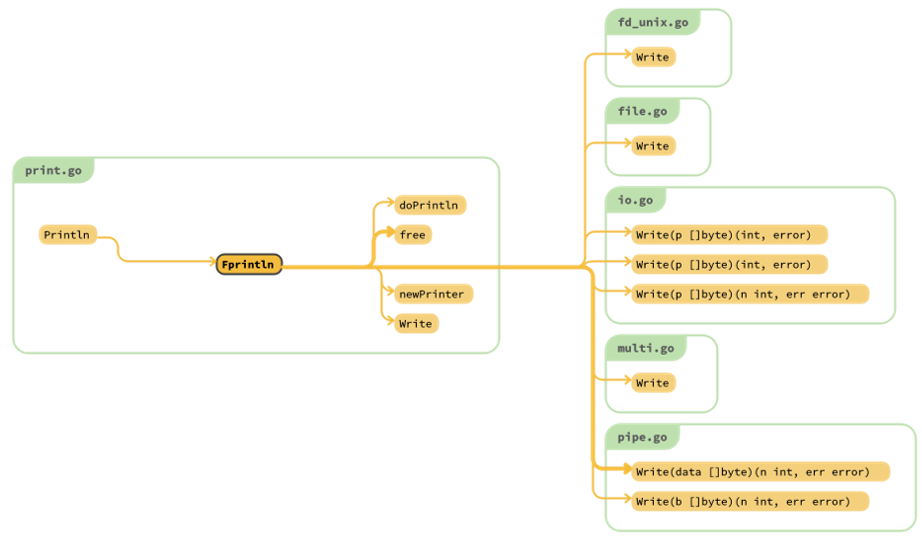 print.go
Println
Fprintln
doPrintln
free
newPrinter
Write
fd_unix.go
Write
file.go
Write
io.go
Write(p []byte)(int, error)
Write(p []byte)(int, error)
Write(p []byte)(n int, err error)
multi.go
Write
pipe.go
Write(data []byte)(n int, err error)
Write(b []byte)(n int, err error)